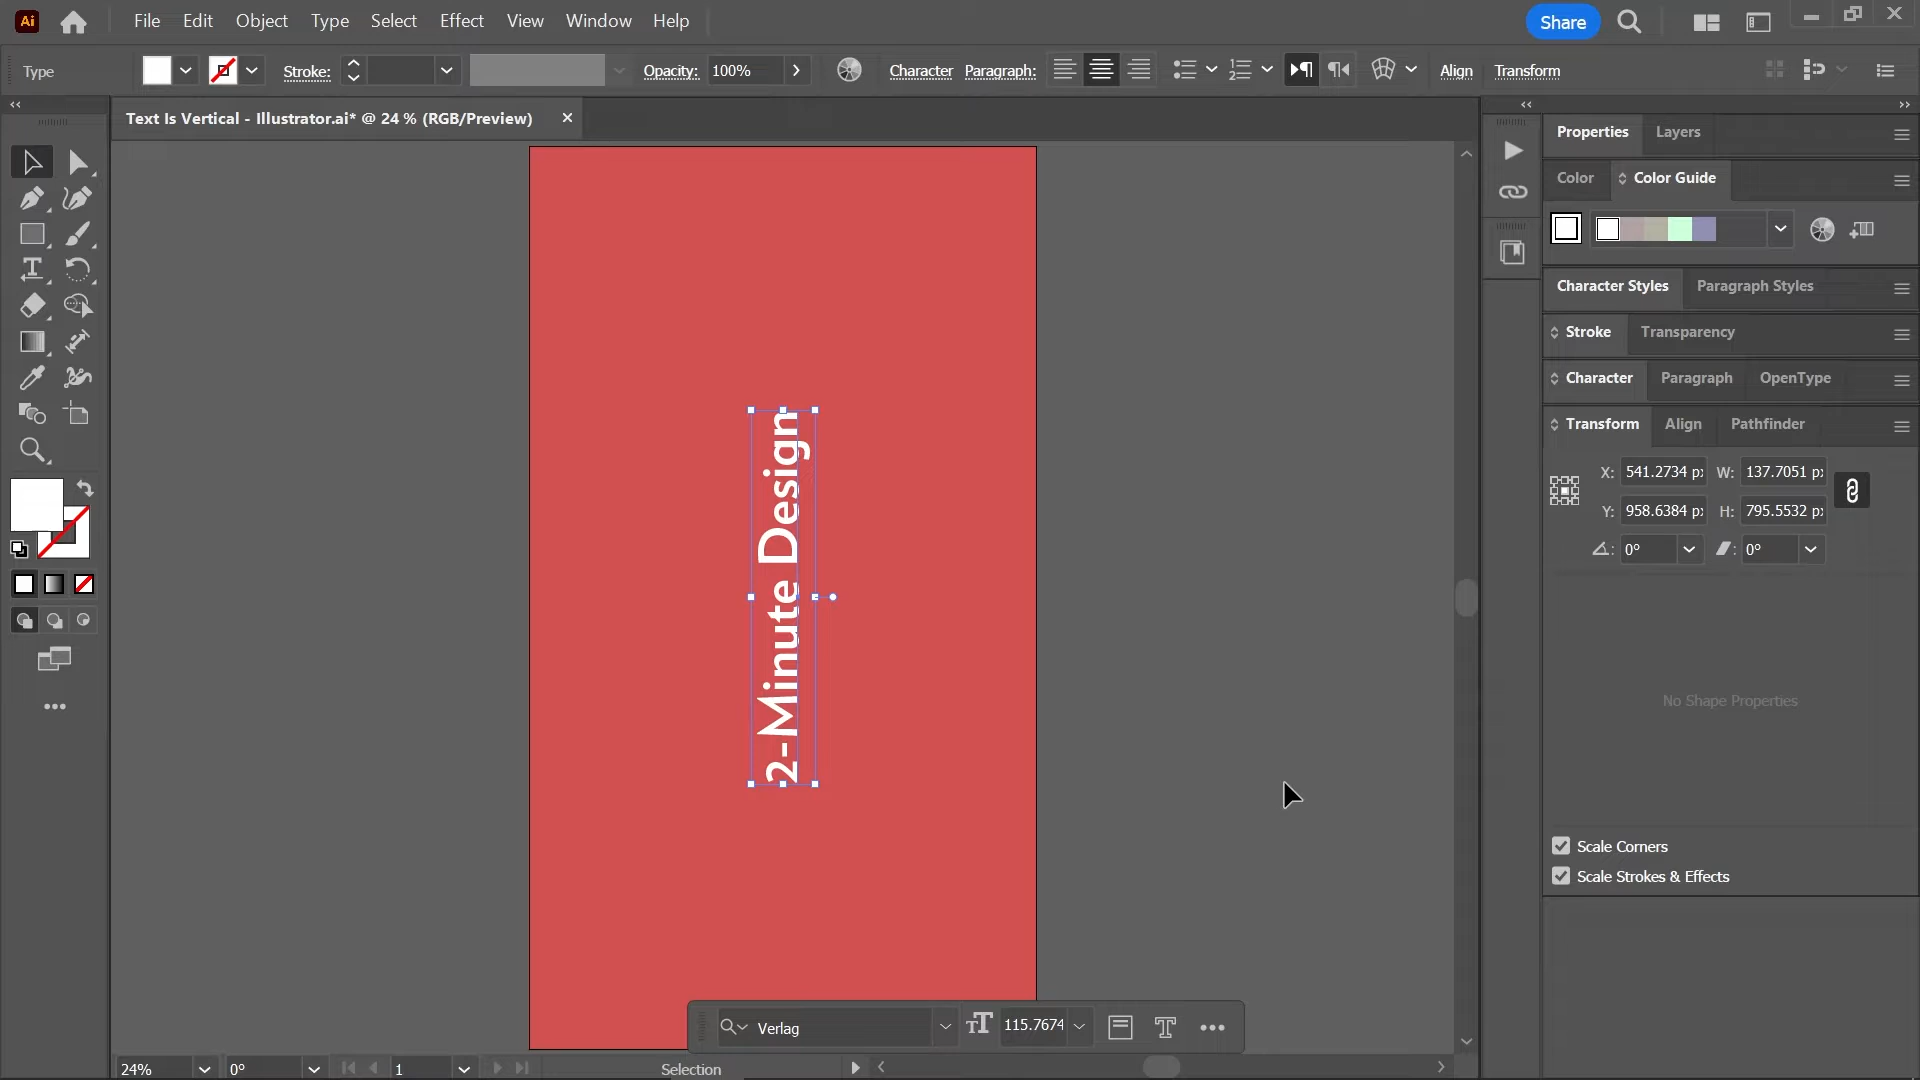 Ai File Edit Object Type Select Effect View Window Help Share
Type Stroke: Opacity: 100% Character Paragraph: Align Transform
Text Is Vertical - Illustrator.ai* @ 24 % (RGB/Preview)
Properties Layers
Color Color Guide
Character Styles Paragraph Styles
Stroke Transparency
Character Paragraph OpenType
Transform Align Pathfinder
X: 541.2734 px W: 137.7051 px
Y: 958.6384 px H: 795.5532 px
0° 0°
No Shape Properties
Scale Corners
Scale Strokes & Effects
2-Minute Design
Verlag 115.7674
24% 0° 1 Selection